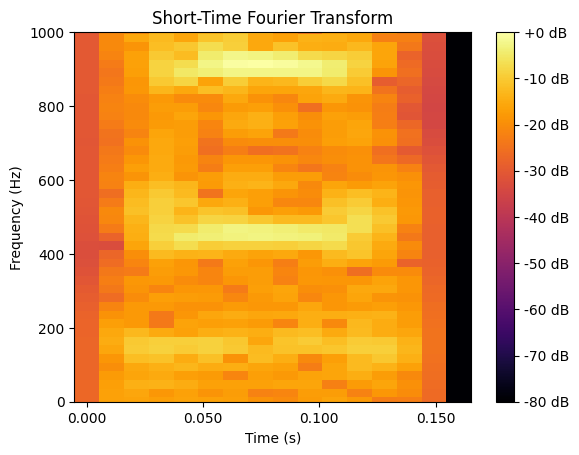 Short-Time Fourier Transform
1000
800
600
400
200
0
Frequency (Hz)
0.000
0.050
0.100
0.150
Time (s)
+0 dB
-10 dB
-20 dB
-30 dB
-40 dB
-50 dB
-60 dB
-70 dB
-80 dB